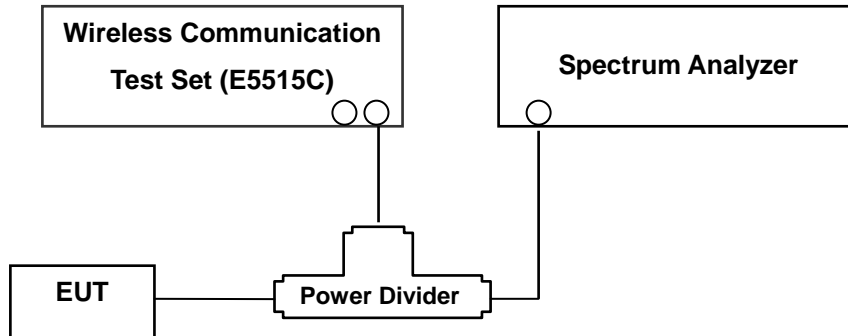 Wireless Communication
Test Set (E5515C)
Spectrum Analyzer
EUT
Power Divider